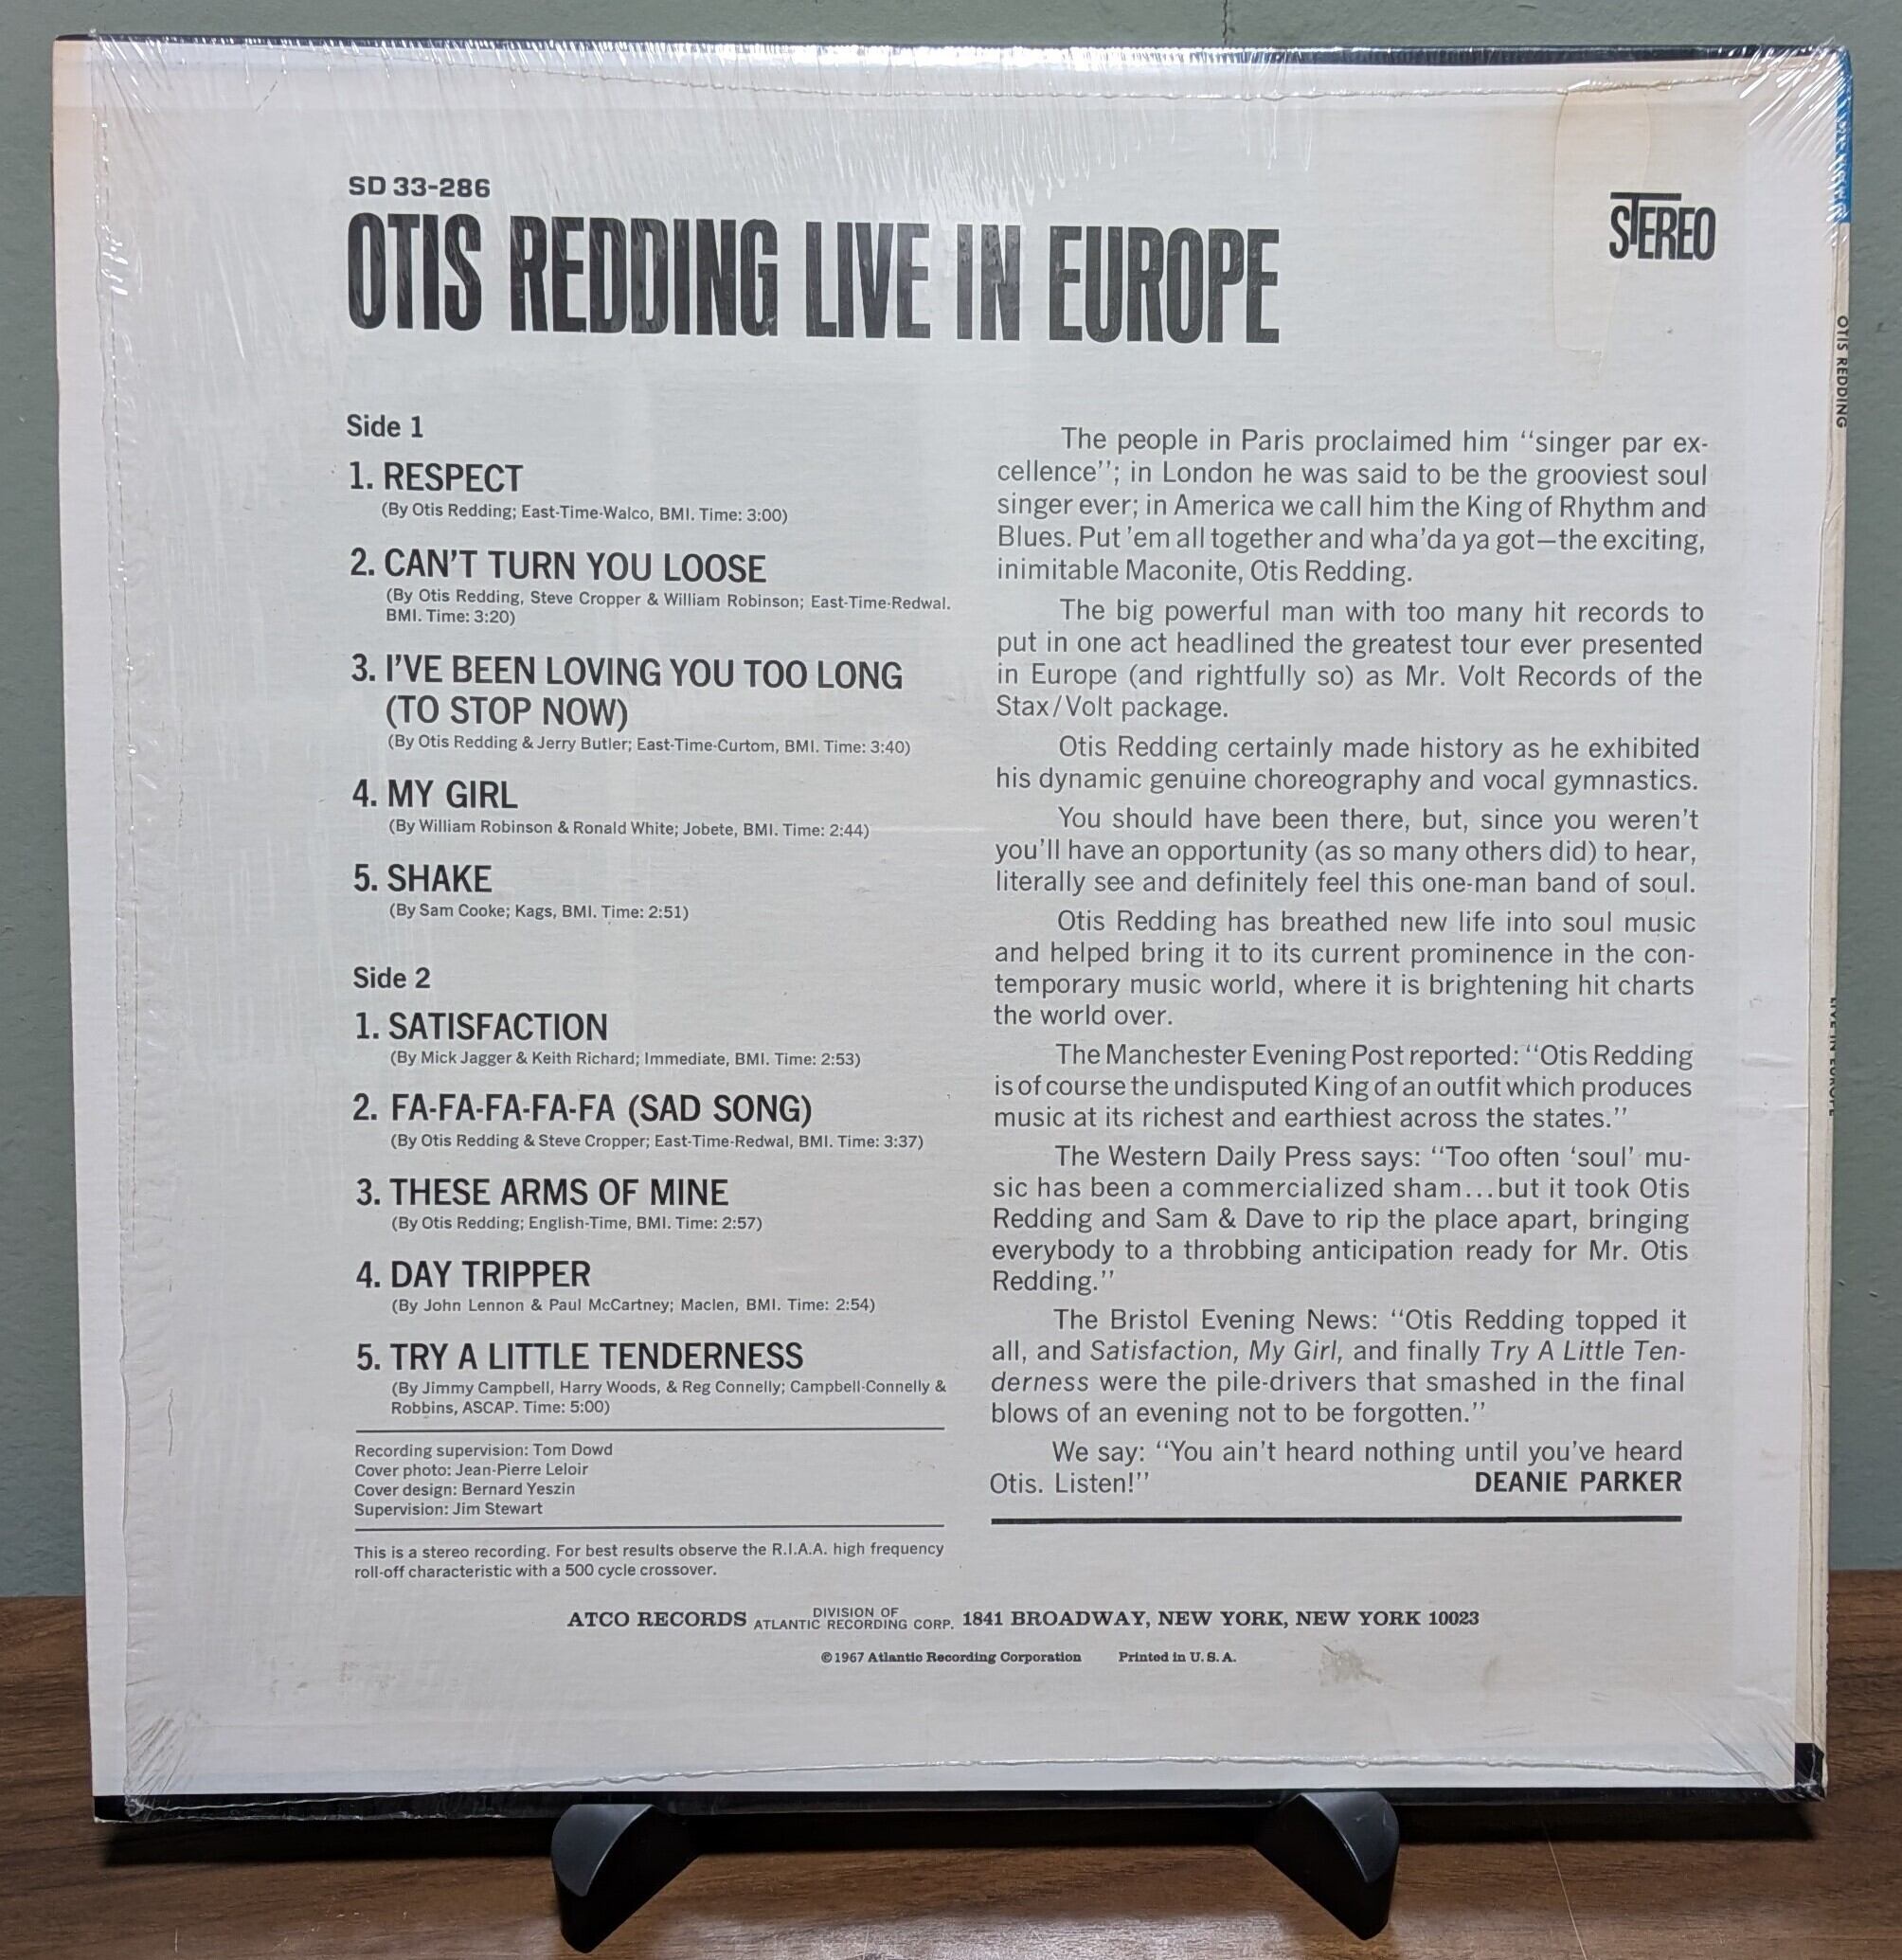 SD 33-286
OTIS REDDING LIVE IN EUROPE
STEREO
Side 1
1. RESPECT
(By Otis Redding; East-Time-Walco, BMI. Time: 3:00)
2. CAN'T TURN YOU LOOSE
(By Otis Redding, Steve Cropper & William Robinson; East-Time-Redwal.
BMI. Time: 3:20)
3. I'VE BEEN LOVING YOU TOO LONG
(TO STOP NOW)
(By Otis Redding & Jerry Butler; East-Time-Curtom, BMI. Time: 3:40)
4. MY GIRL
(By William Robinson & Ronald White; Jobete, BMI. Time: 2:44)
5. SHAKE
(By Sam Cooke; Kags, BMI. Time: 2:51)
Side 2
1. SATISFACTION
(By Mick Jagger & Keith Richard; Immediate, BMI. Time: 2:53)
2. FA-FA-FA-FA-FA (SAD SONG)
(By Otis Redding & Steve Cropper; East-Time-Redwal, BMI. Time: 3:37)
3. THESE ARMS OF MINE
(By Otis Redding; English-Time, BMI. Time: 2:57)
4. DAY TRIPPER
(By John Lennon & Paul McCartney; Maclen, BMI. Time: 2:54)
5. TRY A LITTLE TENDERNESS
(By Jimmy Campbell, Harry Woods, & Reg Connelly; Campbell-Connelly &
Robbins, ASCAP. Time: 5:00)
Recording supervision: Tom Dowd
Cover photo: Jean-Pierre Leloir
Cover design: Bernard Yeszin
Supervision: Jim Stewart
This is a stereo recording. For best results observe the R.I.A.A. high frequency
roll-off characteristic with a 500 cycle crossover.
The people in Paris proclaimed him "singer par ex-
cellence"; in London he was said to be the grooviest soul
singer ever; in America we call him the King of Rhythm and
Blues. Put 'em all together and wha'da ya got—the exciting,
inimitable Maconite, Otis Redding.
The big powerful man with too many hit records to
put in one act headlined the greatest tour ever presented
in Europe (and rightfully so) as Mr. Volt Records of the
Stax/Volt package.
Otis Redding certainly made history as he exhibited
his dynamic genuine choreography and vocal gymnastics.
You should have been there, but, since you weren't
you'll have an opportunity (as so many others did) to hear,
literally see and definitely feel this one-man band of soul.
Otis Redding has breathed new life into soul music
and helped bring it to its current prominence in the con-
temporary music world, where it is brightening hit charts
the world over.
The Manchester Evening Post reported: "Otis Redding
is of course the undisputed King of an outfit which produces
music at its richest and earthiest across the states."
The Western Daily Press says: "Too often 'soul' mu-
sic has been a commercialized sham...but it took Otis
Redding and Sam & Dave to rip the place apart, bringing
everybody to a throbbing anticipation ready for Mr. Otis
Redding."
The Bristol Evening News: "Otis Redding topped it
all, and Satisfaction, My Girl, and finally Try A Little Ten-
derness were the pile-drivers that smashed in the final
blows of an evening not to be forgotten."
We say: "You ain't heard nothing until you've heard
Otis. Listen!" DEANIE PARKER
ATCO RECORDS DIVISION OF ATLANTIC RECORDING CORP. 1841 BROADWAY, NEW YORK, NEW YORK 10023
©1967 Atlantic Recording Corporation Printed in U.S.A.
OTIS REDDING
LIVE IN EUROPE